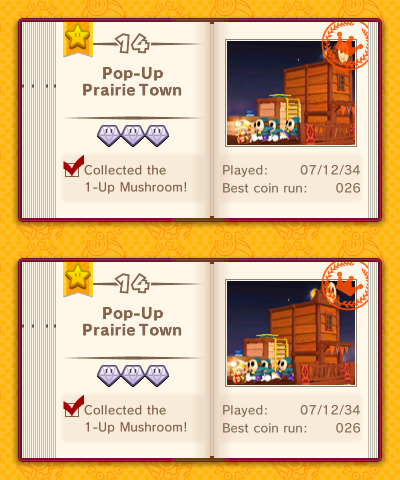 14
Pop-Up
Prairie Town
Collected the
1-Up Mushroom!
Played: 07/12/34
Best coin run: 026
14
Pop-Up
Prairie Town
Collected the
1-Up Mushroom!
Played: 07/12/34
Best coin run: 026